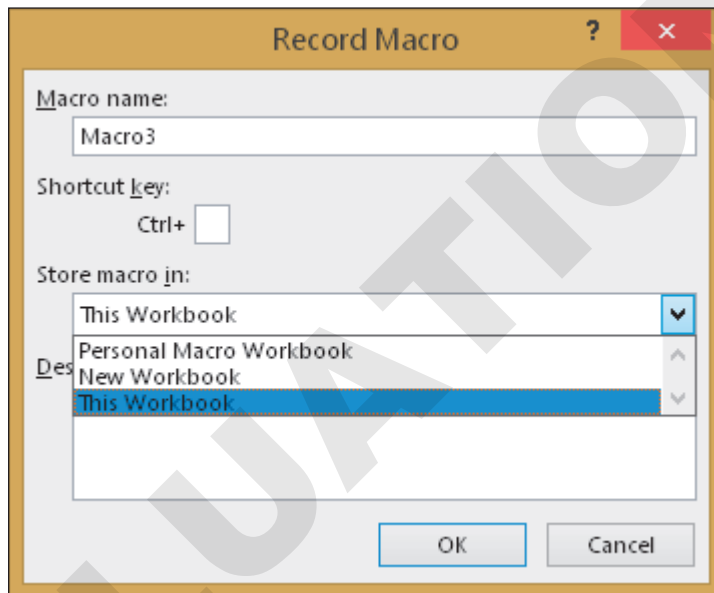 Record Macro ?
Macro name:
Macro3
Shortcut key:
Ctrl+
Store macro in:
This Workbook
Personal Macro Workbook
Des
New Workbook
This Workbook
OK Cancel